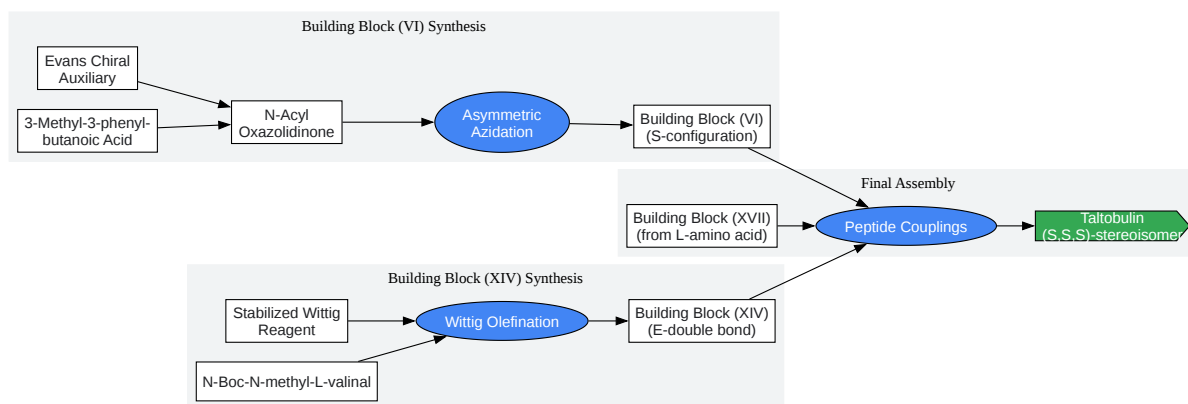 Building Block (VI) Synthesis
Evans Chiral
Auxiliary
3-Methyl-3-phenyl-
butanoic Acid
N-Acyl
Oxazolidinone
Asymmetric
Azidation
Building Block (VI)
(S-configuration)
Final Assembly
Building Block (XVII)
(from L-amino acid)
Peptide Couplings
Taltobulin
(S,S,S)-stereoisomer
Building Block (XIV) Synthesis
Stabilized Wittig
Reagent
N-Boc-N-methyl-L-valinal
Wittig Olefination
Building Block (XIV)
(E-double bond)